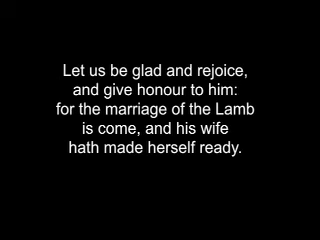 Let us be glad and rejoice,
and give honour to him:
for the marriage of the Lamb
is come, and his wife
hath made herself ready.